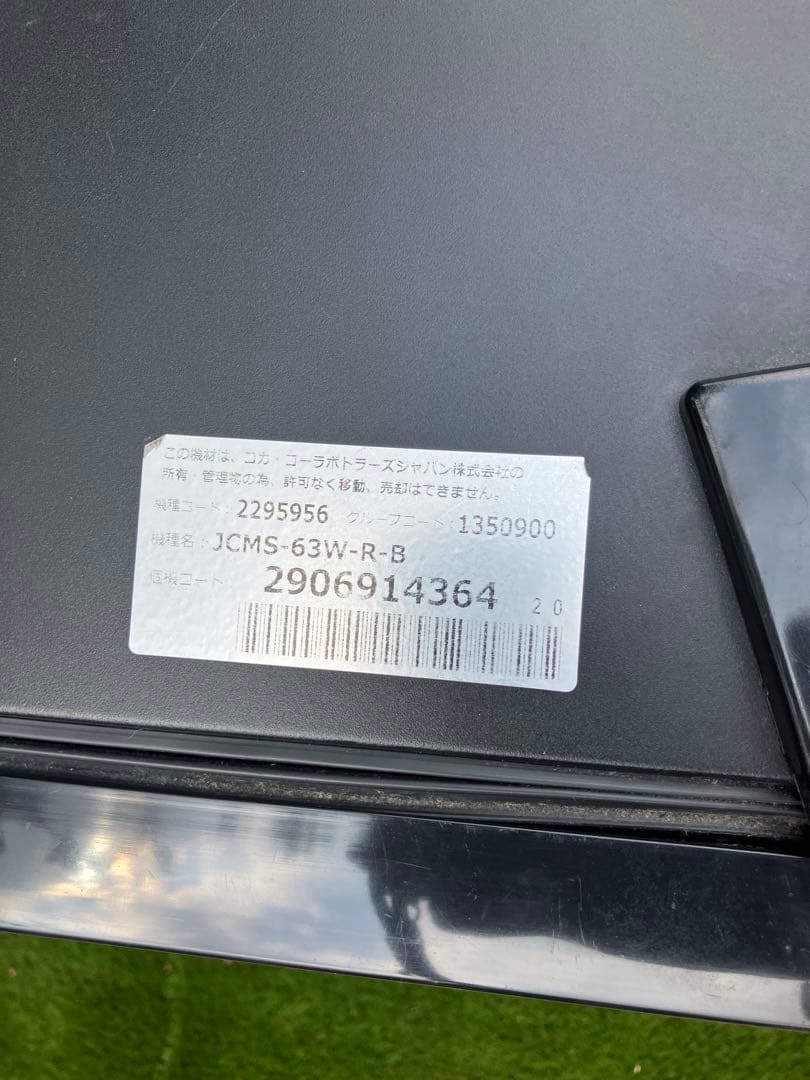 この機材は、コカ・コーラボトラーズジャパン株式会社の
所有・管理物の為、許可なく移動、売却はできません。
機種コード：2295956 グループコード：1350900
機種名：JCMS-63W-R-B
個機コード： 2906914364 20